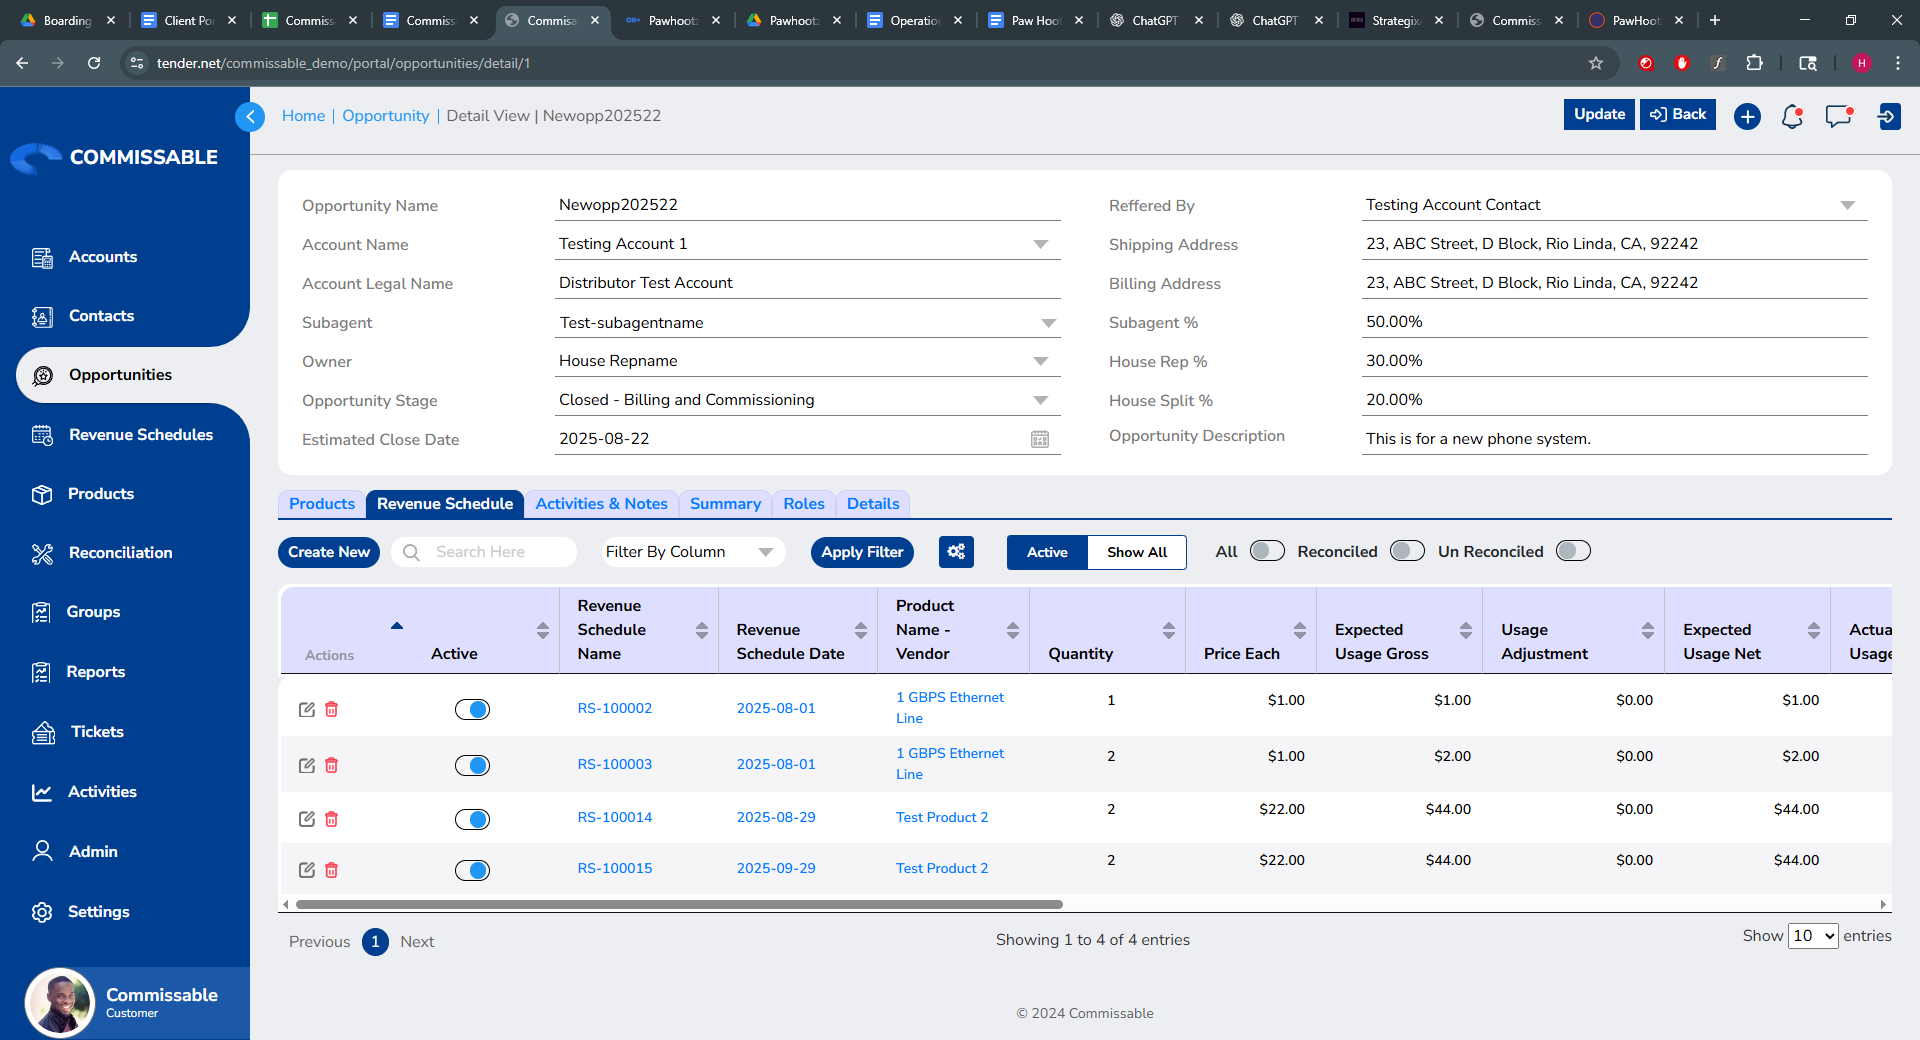 Boarding
Client Po
Commiss
Commiss
Commiss
Pawhoot
Pawhoot
Operatio
Paw Hoot
ChatGPT
ChatGPT
Strategix
Commiss
PawHoot
tender.net/commissable_demo/portal/opportunities/detail/1
H
COMMISSABLE
Accounts
Contacts
Opportunities
Revenue Schedules
Products
Reconciliation
Groups
Reports
Tickets
Activities
Admin
Settings
Commissable
Customer
Home | Opportunity | Detail View | Newopp202522
Update
Back
Opportunity Name Newopp202522
Account Name Testing Account 1
Account Legal Name Distributor Test Account
Subagent Test-subagentname
Owner House Repname
Opportunity Stage Closed - Billing and Commissioning
Estimated Close Date 2025-08-22
Reffered By Testing Account Contact
Shipping Address 23, ABC Street, D Block, Rio Linda, CA, 92242
Billing Address 23, ABC Street, D Block, Rio Linda, CA, 92242
Subagent % 50.00%
House Rep % 30.00%
House Split % 20.00%
Opportunity Description This is for a new phone system.
Products Revenue Schedule Activities & Notes Summary Roles Details
Create New Search Here Filter By Column Apply Filter Active Show All All Reconciled Un Reconciled
Actions
Active
Revenue
Schedule
Name
Revenue
Schedule Date
Product
Name -
Vendor
Quantity
Price Each
Expected
Usage Gross
Usage
Adjustment
Expected
Usage Net
Actua
Usage
RS-100002 2025-08-01 1 GBPS Ethernet 1 $1.00 $1.00 $0.00 $1.00
Line
RS-100003 2025-08-01 1 GBPS Ethernet 2 $1.00 $2.00 $0.00 $2.00
Line
RS-100014 2025-08-29 Test Product 2 2 $22.00 $44.00 $0.00 $44.00
RS-100015 2025-09-29 Test Product 2 2 $22.00 $44.00 $0.00 $44.00
Previous 1 Next
Showing 1 to 4 of 4 entries
Show 10 entries
© 2024 Commissable